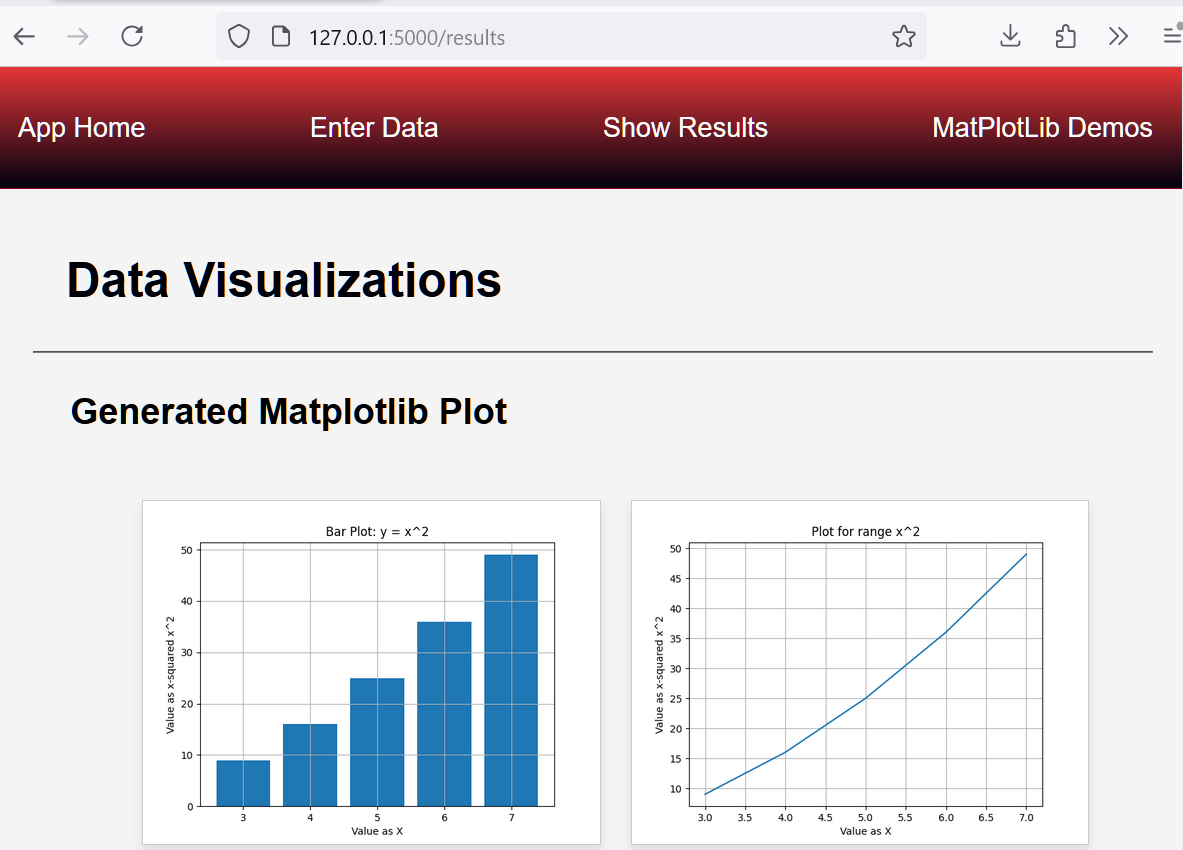 127.0.0.1:5000/results
App Home Enter Data Show Results MatPlotLib Demos
Data Visualizations
Generated Matplotlib Plot
Bar Plot: y = x^2
Value as x-squared x^2
50
40
30
20
10
0
3 4 5 6 7
Value as X
Plot for range x^2
Value as x-squared x^2
50
45
40
35
30
25
20
15
10
3.0 3.5 4.0 4.5 5.0 5.5 6.0 6.5 7.0
Value as X